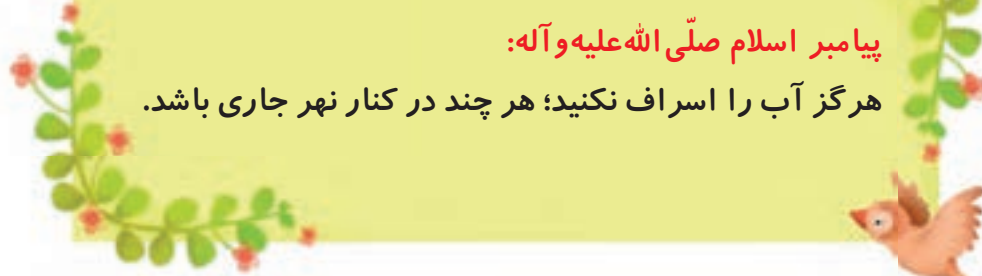 پیامبر اسلام صلّی‌الله‌علیه‌وآله:
هرگز آب را اسراف نکنید؛ هر چند در کنار نهر جاری باشد.